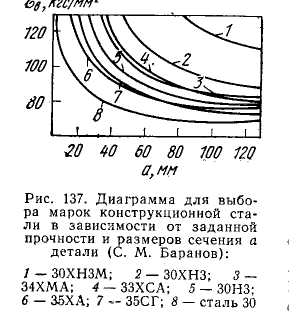 σв, кгс/мм²
120
100
80
1
2
3
4
5
6
7
8
20 40 60 80 100 120
а, мм
Рис. 137. Диаграмма для выбо-
ра марок конструкционной ста-
ли в зависимости от заданной
прочности и размеров сечения а
детали (С. М. Баранов):
1 — 30ХН3М; 2 — 30ХН3; 3 —
34ХМА; 4 — 33ХСА; 5 — 30Н3;
6 — 35ХА; 7 — 35СГ; 8 — сталь 30